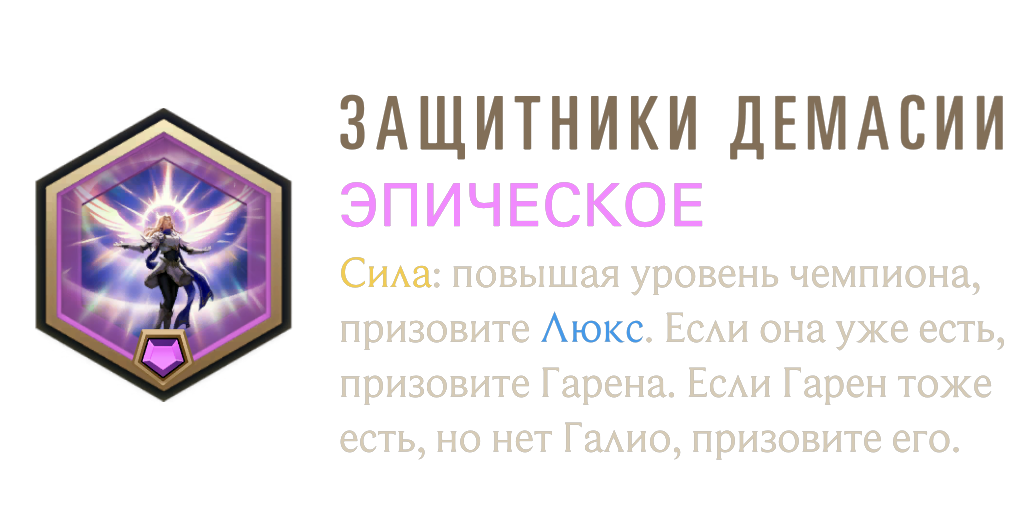 ЗАЩИТНИКИ ДЕМАСИИ
ЭПИЧЕСКОЕ
Сила: повышая уровень чемпиона,
призовите Люкс. Если она уже есть,
призовите Гарена. Если Гарен тоже
есть, но нет Галио, призовите его.